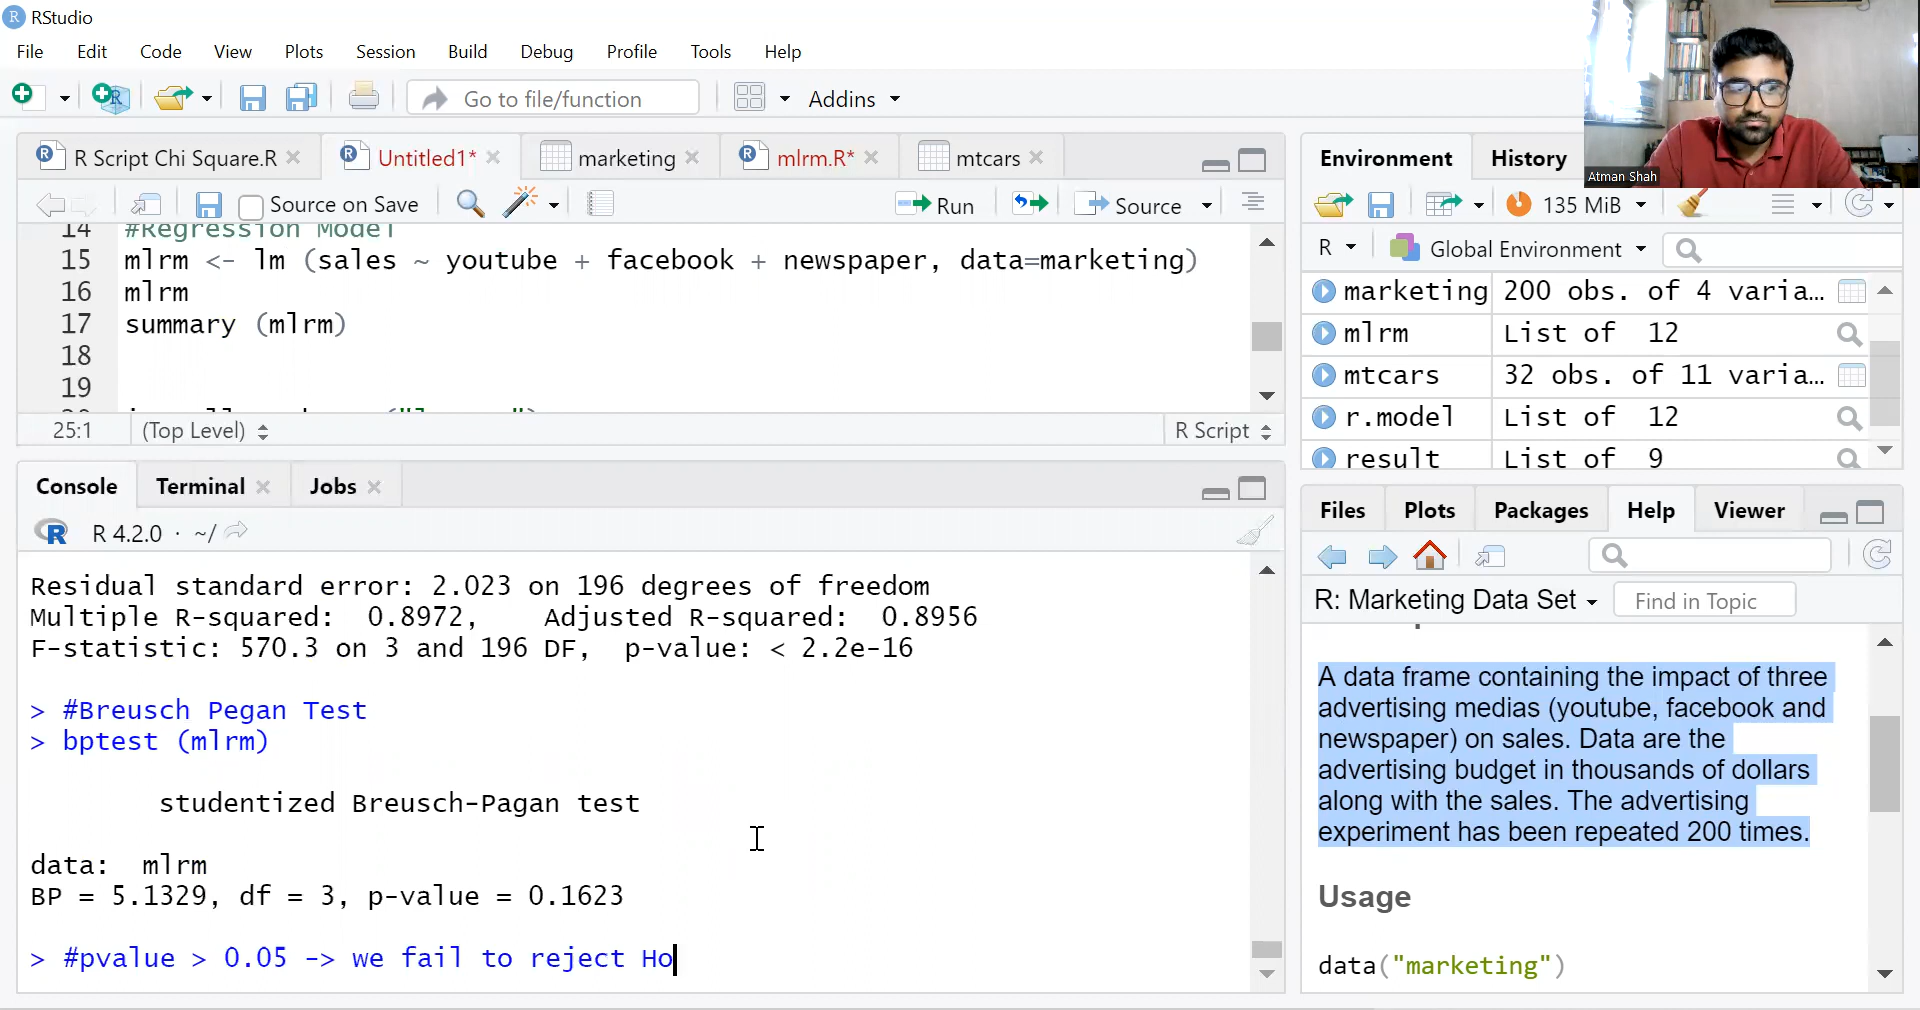 RStudio
File Edit Code View Plots Session Build Debug Profile Tools Help
Go to file/function Addins
Atman Shah
R Script Chi Square.R Untitled1* marketing mlrm.R* mtcars
Source on Save Run Source
14 #Regression Model
15 mlrm <- lm (sales ~ youtube + facebook + newspaper, data=marketing)
16 mlrm
17 summary (mlrm)
18
19
25:1 (Top Level) R Script
Console Terminal Jobs
R 4.2.0 · ~/
Residual standard error: 2.023 on 196 degrees of freedom
Multiple R-squared:  0.8972,    Adjusted R-squared:  0.8956
F-statistic: 570.3 on 3 and 196 DF,  p-value: < 2.2e-16
> #Breusch Pegan Test
> bptest (mlrm)
studentized Breusch-Pagan test
data:  mlrm
BP = 5.1329, df = 3, p-value = 0.1623
> #pvalue > 0.05 -> we fail to reject Ho
Environment History
135 MiB
R Global Environment
marketing 200 obs. of 4 varia…
mlrm List of  12
mtcars 32 obs. of 11 varia…
r.model List of  12
result List of  9
Files Plots Packages Help Viewer
R: Marketing Data Set Find in Topic
A data frame containing the impact of three
advertising medias (youtube, facebook and
newspaper) on sales. Data are the
advertising budget in thousands of dollars
along with the sales. The advertising
experiment has been repeated 200 times.
Usage
data("marketing")